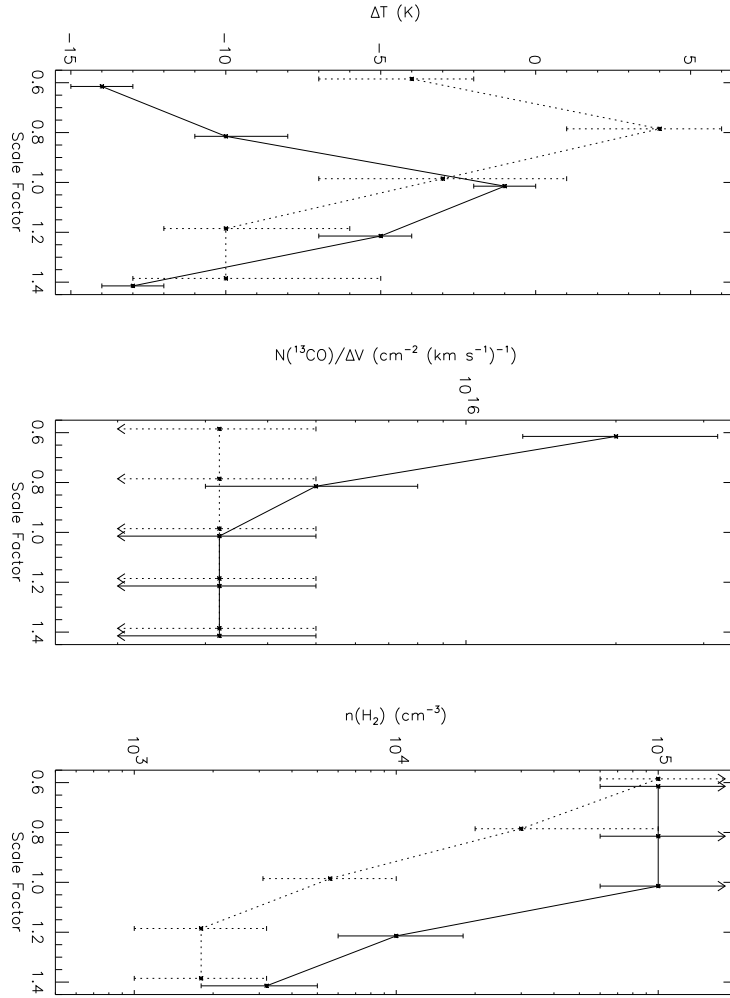 ΔT (K)
−15 −10 −5 0 5
0.6 0.8 1.0 1.2 1.4
Scale Factor
N(¹³CO)/ΔV (cm⁻² (km s⁻¹)⁻¹)
10¹⁶
0.6 0.8 1.0 1.2 1.4
Scale Factor
n(H₂) (cm⁻³)
10³ 10⁴ 10⁵
0.6 0.8 1.0 1.2 1.4
Scale Factor